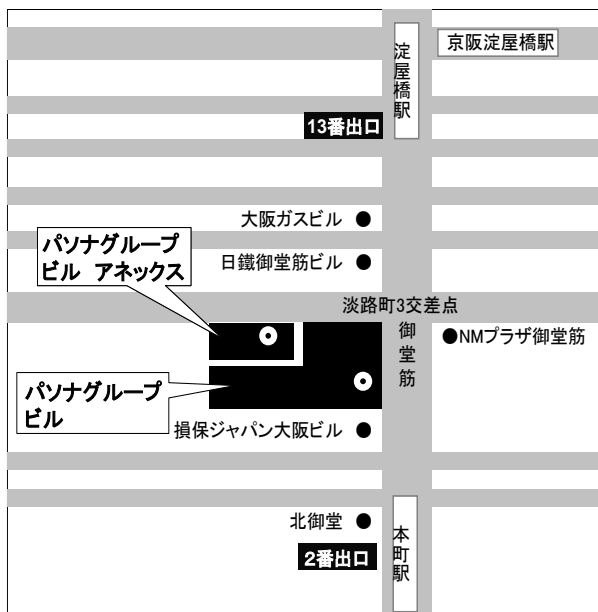 京阪淀屋橋駅
淀屋橋駅
13番出口
大阪ガスビル
パソナグループ
ビル アネックス
日鐵御堂筋ビル
淡路町3交差点
御堂筋
NMプラザ御堂筋
パソナグループ
ビル
損保ジャパン大阪ビル
北御堂
本町駅
2番出口